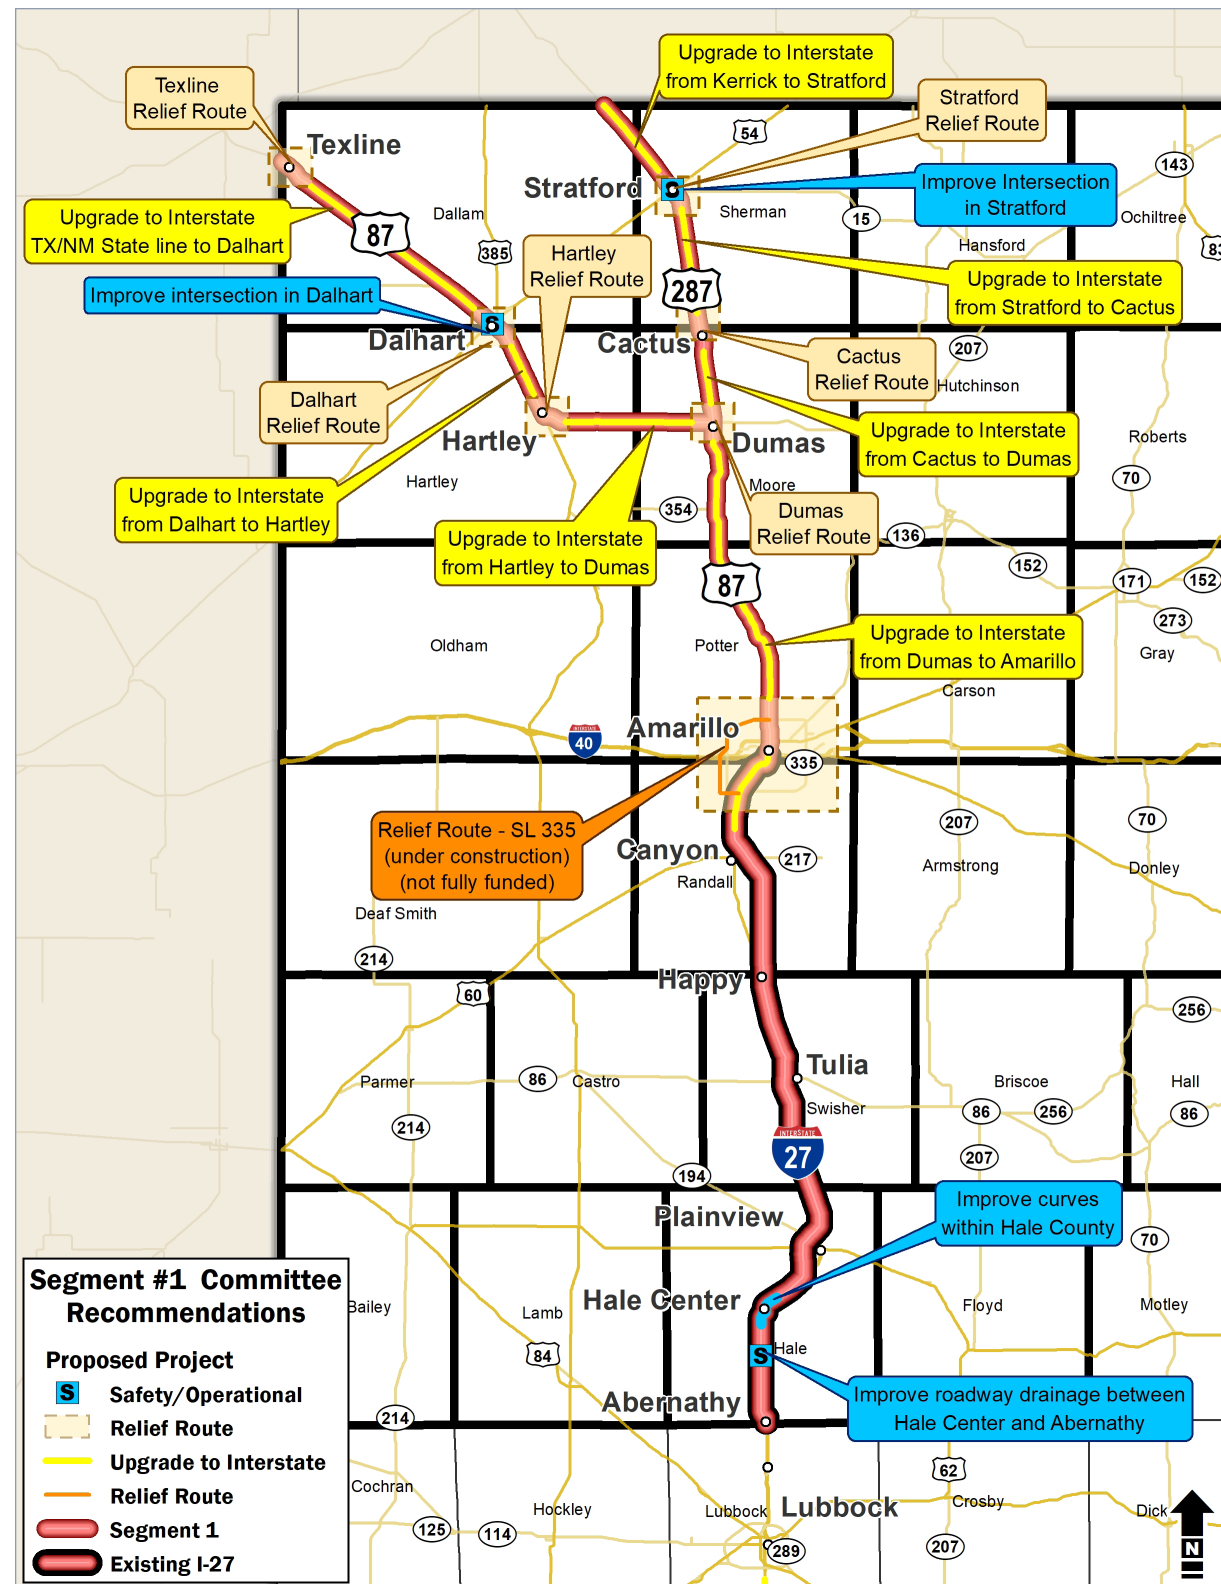 Upgrade to Interstate
from Kerrick to Stratford
Texline
Relief Route
Stratford
Relief Route
54
Texline
143
Stratford
Improve Intersection
in Stratford
Upgrade to Interstate
TX/NM State line to Dalhart
87
Dallam
Sherman
15
Ochiltree
385
Hartley
Relief Route
Hansford
83
Improve intersection in Dalhart
287
Upgrade to Interstate
from Stratford to Cactus
S
S
Dalhart
Cactus
207
Cactus
Relief Route
Hutchinson
Dalhart
Relief Route
Hartley
Dumas
Upgrade to Interstate
from Cactus to Dumas
Roberts
Hartley
Moore
70
Upgrade to Interstate
from Dalhart to Hartley
354
Dumas
Relief Route
Upgrade to Interstate
from Hartley to Dumas
136
152
171
152
87
273
Oldham
Potter
Upgrade to Interstate
from Dumas to Amarillo
Gray
Carson
Amarillo
INTERSTATE
40
335
Relief Route - SL 335
(under construction)
(not fully funded)
207
70
Canyon
217
Armstrong
Donley
Randall
Deaf Smith
214
Happy
60
256
Tulia
Parmer
86
Castro
Briscoe
Hall
Swisher
86
256
86
214
INTERSTATE
27
207
194
Improve curves
within Hale County
Plainview
70
Segment #1 Committee
Recommendations
Hale Center
Bailey
Lamb
Floyd
Motley
Proposed Project
84
S
Hale
S
Safety/Operational
Improve roadway drainage between
Hale Center and Abernathy
Abernathy
214
Relief Route
Upgrade to Interstate
62
Cochran
Relief Route
Hockley
Lubbock
Lubbock
Crosby
Dick
Segment 1
125
114
289
207
N
Existing I-27